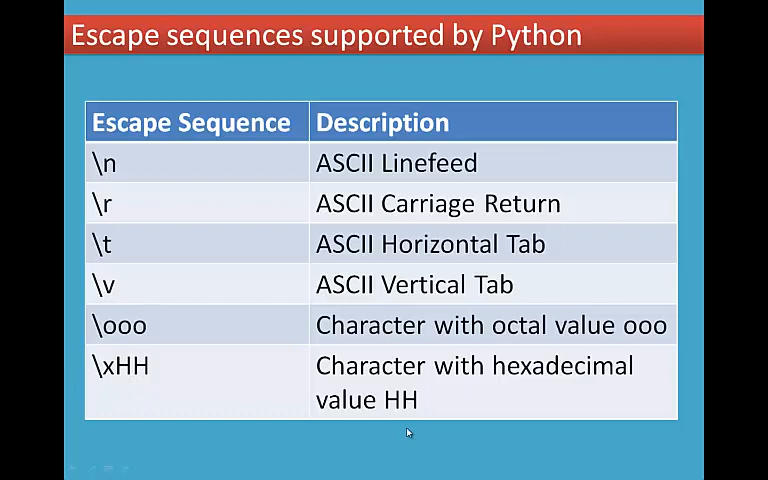 Escape sequences supported by Python
Escape Sequence Description
\n ASCII Linefeed
\r ASCII Carriage Return
\t ASCII Horizontal Tab
\v ASCII Vertical Tab
\ooo Character with octal value ooo
\xHH Character with hexadecimal
value HH